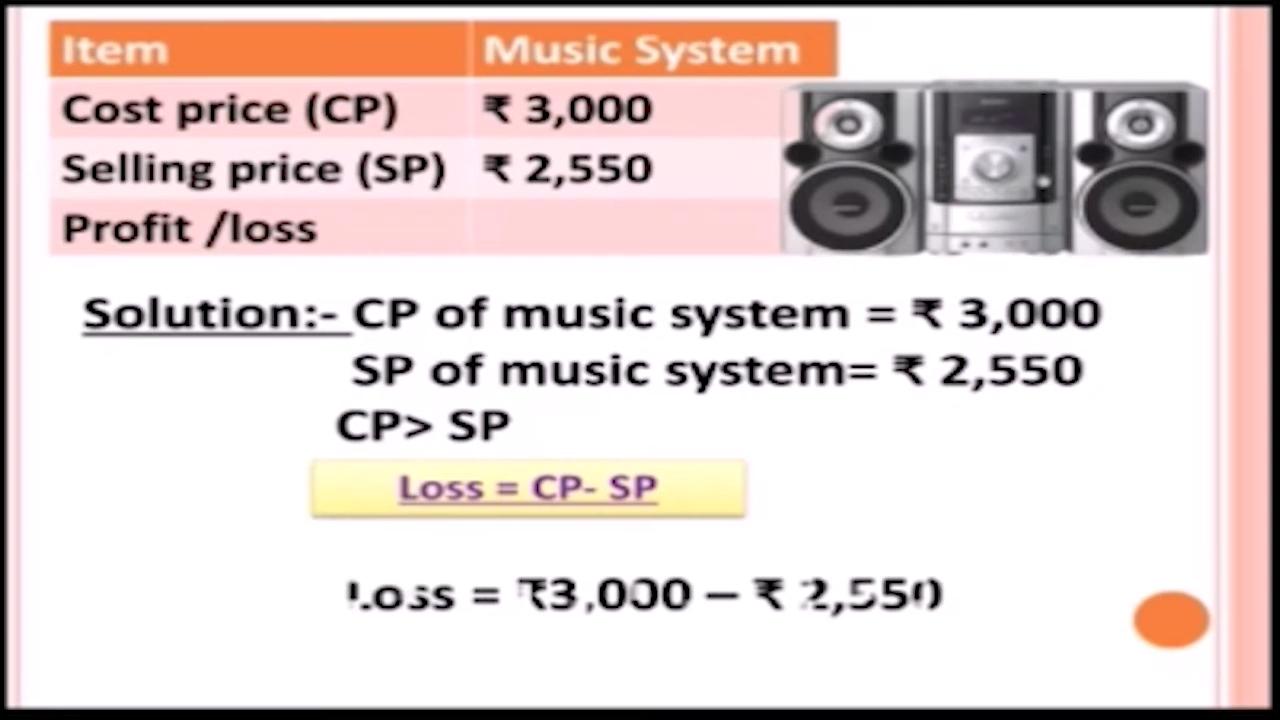 Item Music System
Cost price (CP) ₹ 3,000
Selling price (SP) ₹ 2,550
Profit /loss
Solution:- CP of music system = ₹ 3,000
SP of music system= ₹ 2,550
CP> SP
Loss = CP- SP
Loss = ₹3,000 – ₹ 2,550